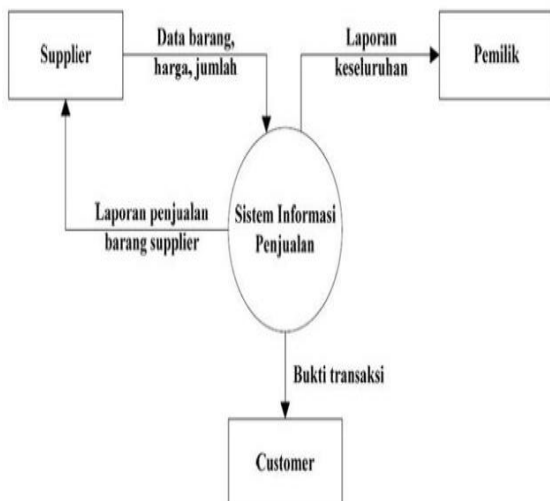 Supplier
Data barang,
harga, jumlah
Laporan
keseluruhan
Pemilik
Laporan penjualan
barang supplier
Sistem Informasi
Penjualan
Bukti transaksi
Customer